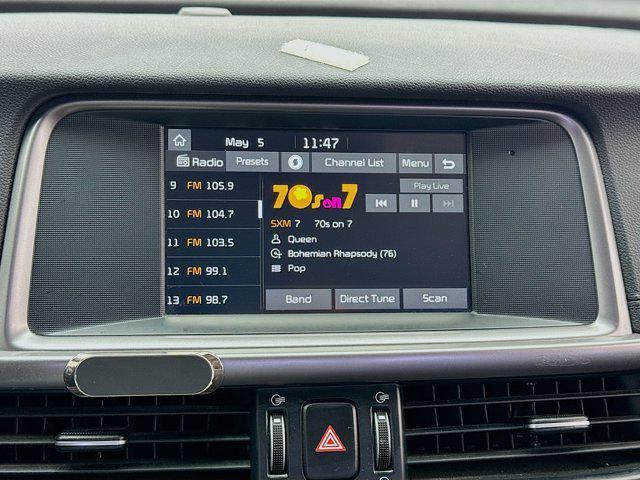 May 5 11:47
Radio Presets Channel List Menu
9 FM 105.9
10 FM 104.7
11 FM 103.5
12 FM 99.1
13 FM 98.7
70s on 7
Play Live
SXM 7 70s on 7
Queen
Bohemian Rhapsody (76)
Pop
Band Direct Tune Scan